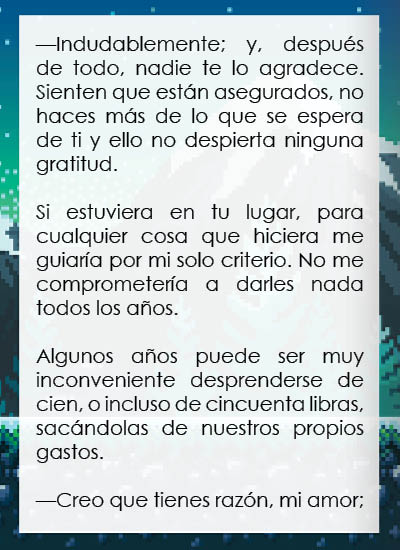 —Indudablemente; y, después
de todo, nadie te lo agradece.
Sienten que están asegurados, no
haces más de lo que se espera
de ti y ello no despierta ninguna
gratitud.
Si estuviera en tu lugar, para
cualquier cosa que hiciera me
guiaría por mi solo criterio. No me
comprometería a darles nada
todos los años.
Algunos años puede ser muy
inconveniente desprenderse de
cien, o incluso de cincuenta libras,
sacándolas de nuestros propios
gastos.
—Creo que tienes razón, mi amor;